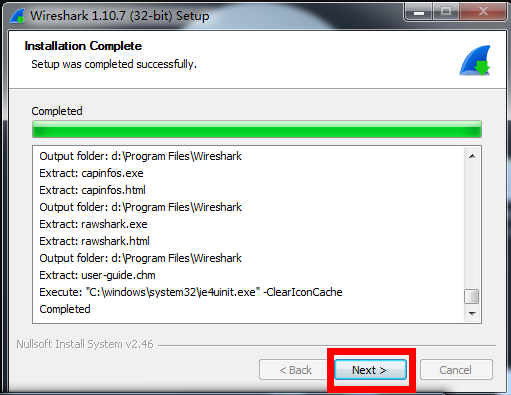 Wireshark 1.10.7 (32-bit) Setup
Installation Complete
Setup was completed successfully.
Completed
Output folder: d:\Program Files\Wireshark
Extract: capinfos.exe
Extract: capinfos.html
Output folder: d:\Program Files\Wireshark
Extract: rawshark.exe
Extract: rawshark.html
Output folder: d:\Program Files\Wireshark
Extract: user-guide.chm
Execute: "C:\windows\system32\ie4uinit.exe" -ClearIconCache
Completed
Nullsoft Install System v2.46
< Back Next > Cancel